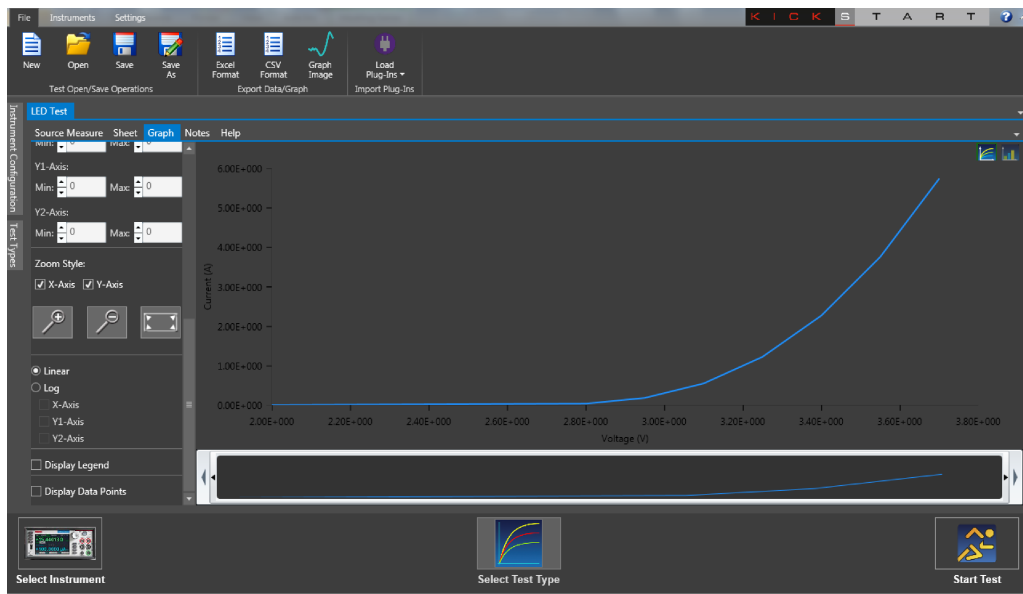 File Instruments Settings
K I C K S T A R T
?
New Open Save Save As
Excel Format CSV Format Graph Image Load Plug-Ins
Test Open/Save Operations Export Data/Graph Import Plug-Ins
Instrument Configuration
Test Types
LED Test
Source Measure Sheet Graph Notes Help
Min: 0 Max: 0
Y1-Axis:
Min: 0 Max: 0
Y2-Axis:
Min: 0 Max: 0
Zoom Style:
X-Axis Y-Axis
Linear
Log
X-Axis
Y1-Axis
Y2-Axis
Display Legend
Display Data Points
6.00E+000
5.00E+000
4.00E+000
3.00E+000
2.00E+000
1.00E+000
0.00E+000
Current (A)
2.00E+000 2.20E+000 2.40E+000 2.60E+000 2.80E+000 3.00E+000 3.20E+000 3.40E+000 3.60E+000 3.80E+000
Voltage (V)
Select Instrument
Select Test Type
Start Test